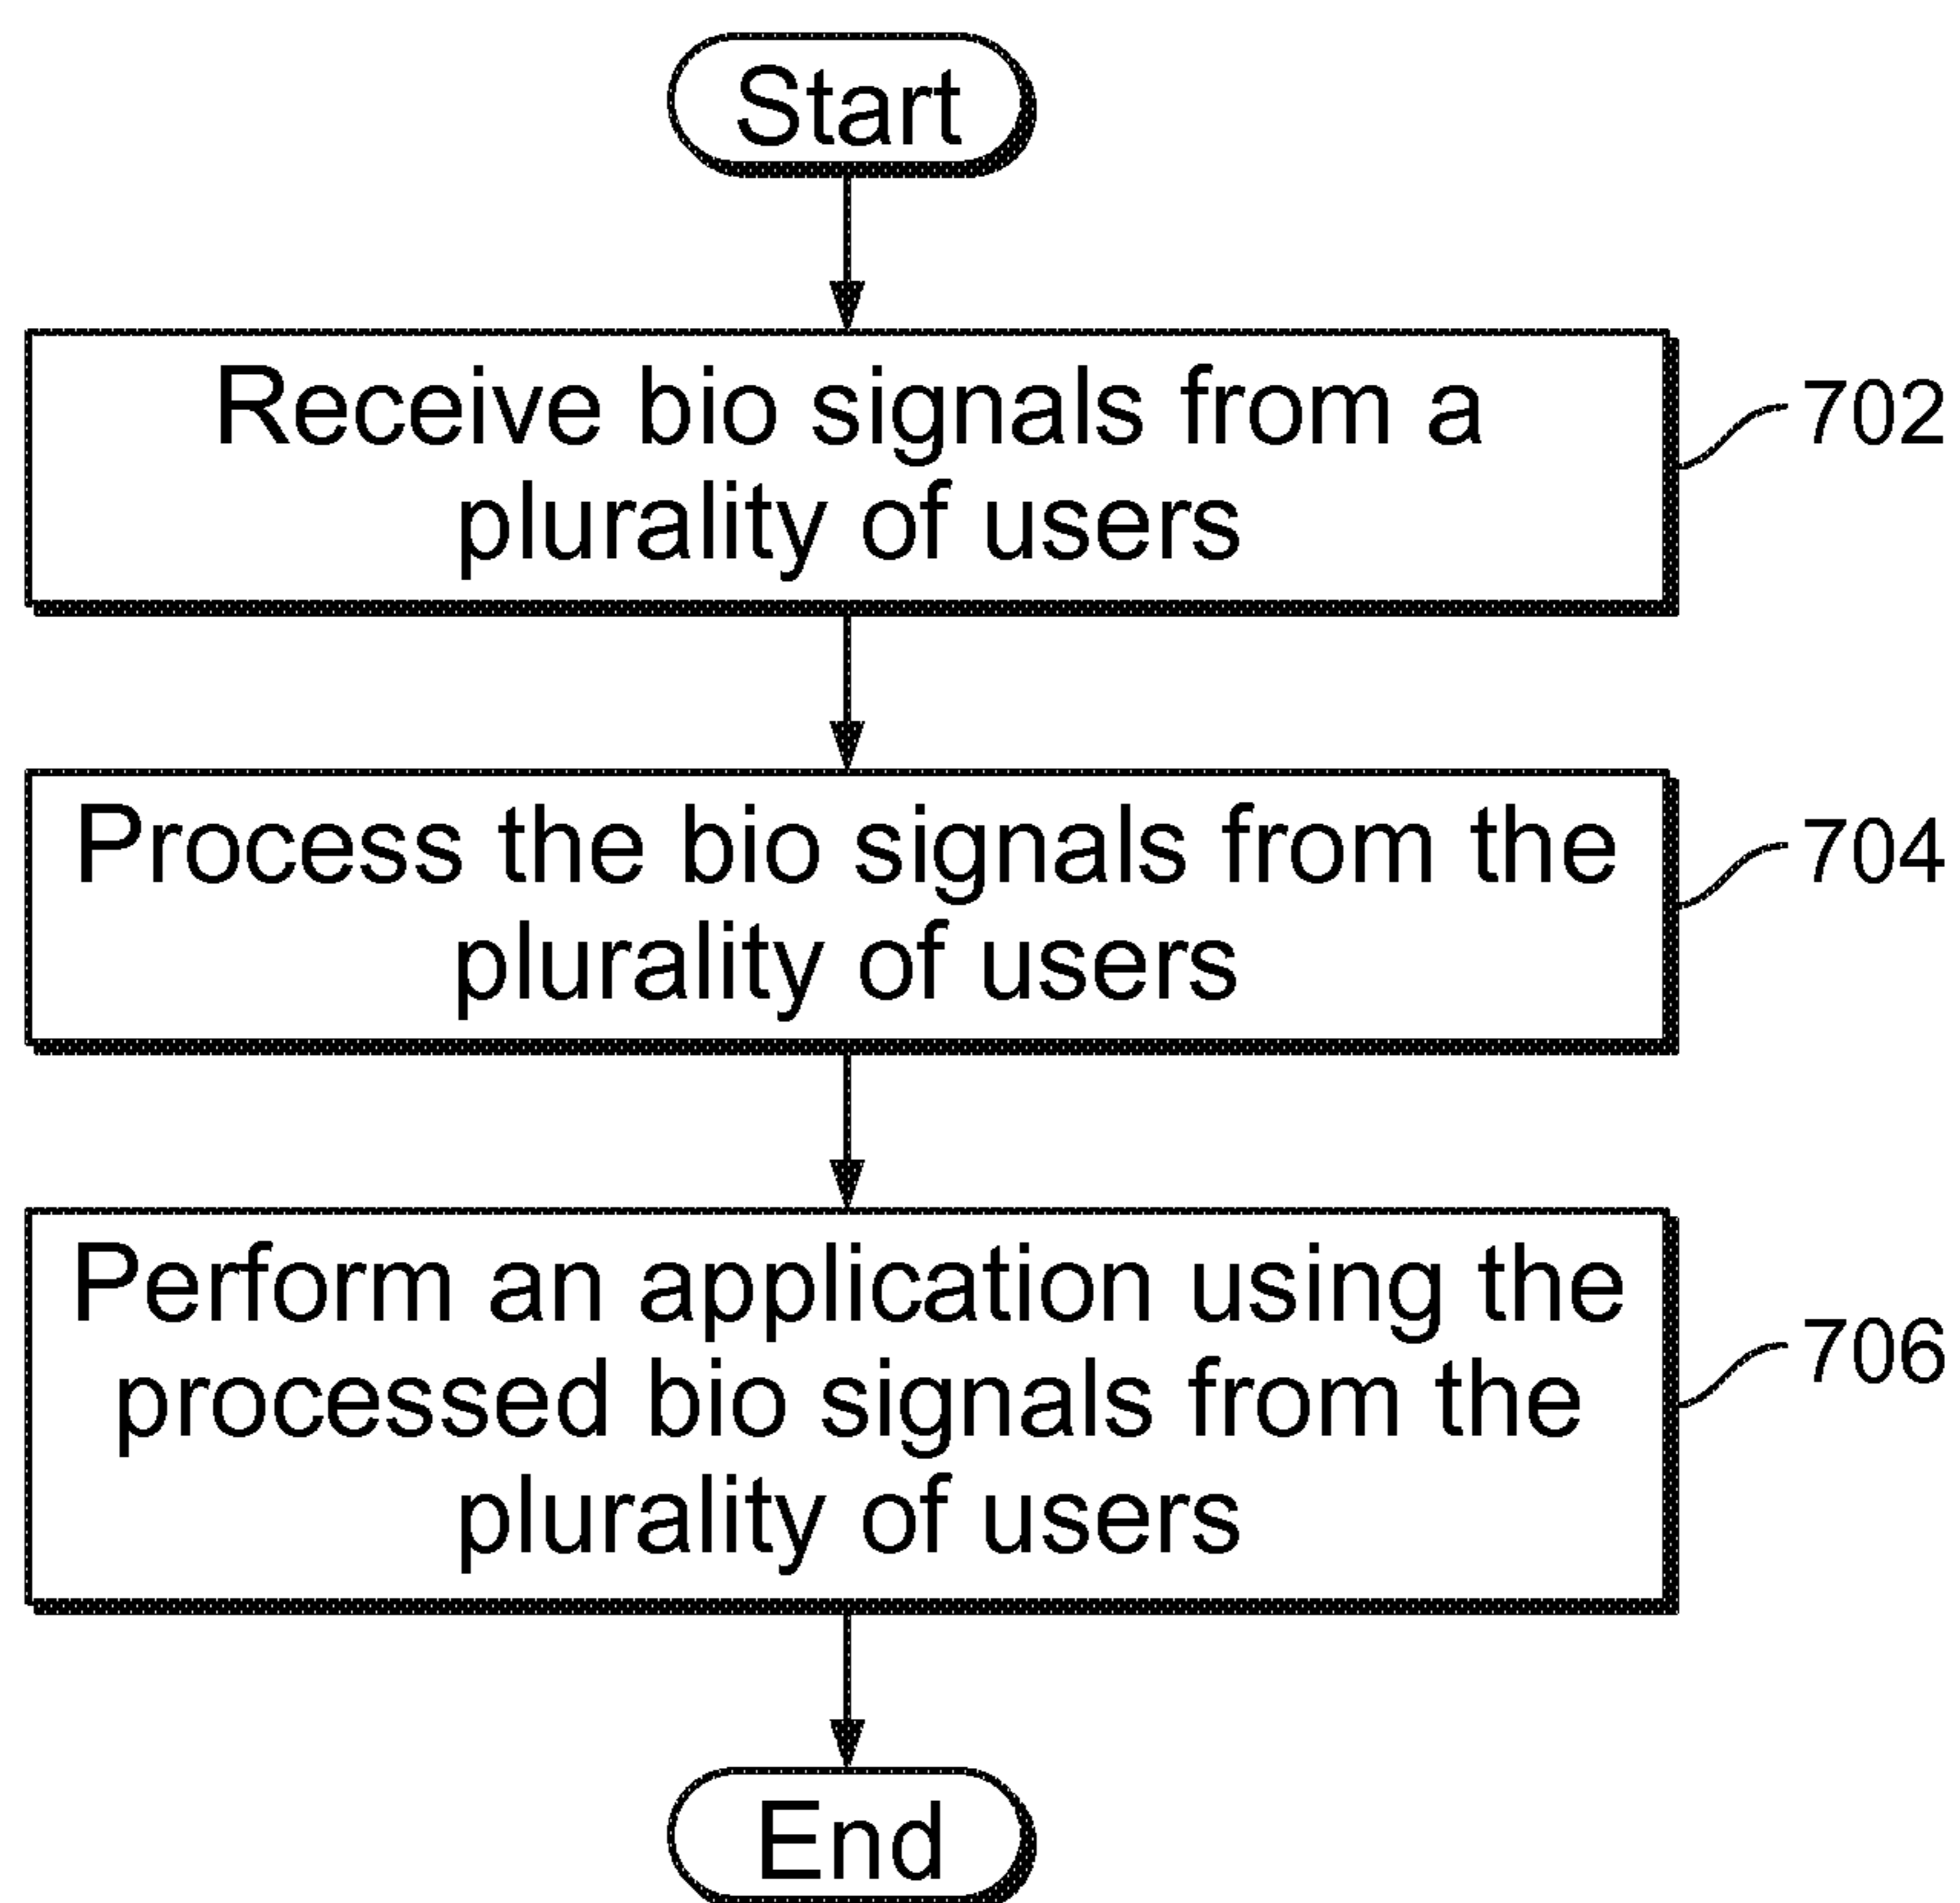 Start
Receive bio signals from a
plurality of users
702
Process the bio signals from the
plurality of users
704
Perform an application using the
processed bio signals from the
plurality of users
706
End